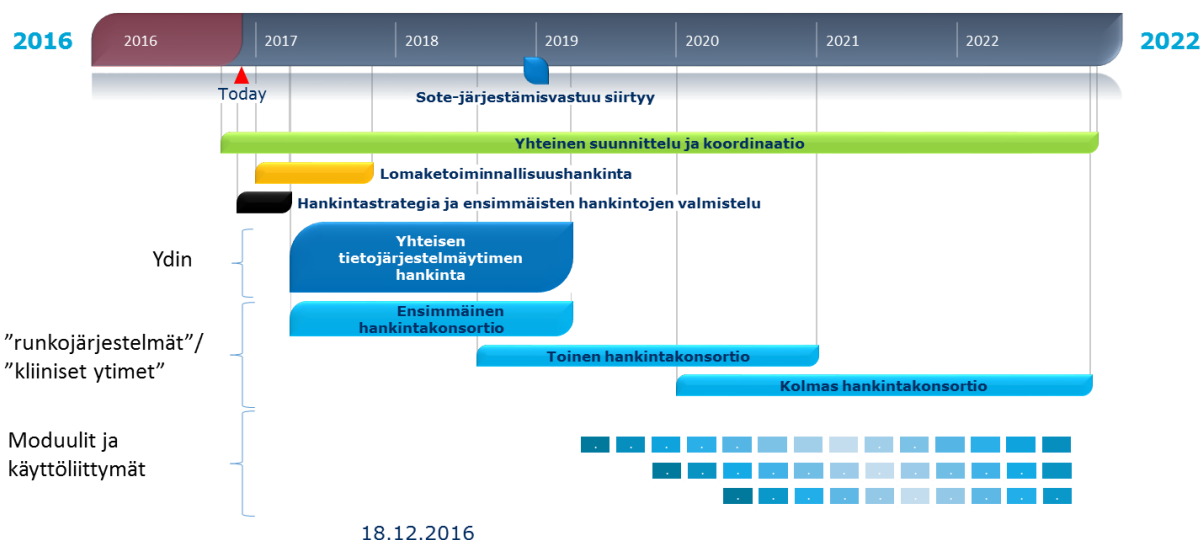 2016
2016
2017
2018
2019
2020
2021
2022
2022
Today
Sote-järjestämisvastuu siirtyy
Yhteinen suunnittelu ja koordinaatio
Lomaketoiminnallisuushankinta
Hankintastrategia ja ensimmäisten hankintojen valmistelu
Ydin
Yhteisen
tietojärjestelmäytimen
hankinta
Ensimmäinen
hankintakonsortio
”runkojärjestelmät”/
”kliiniset ytimet”
Toinen hankintakonsortio
Kolmas hankintakonsortio
Moduulit ja
käyttöliittymät
18.12.2016